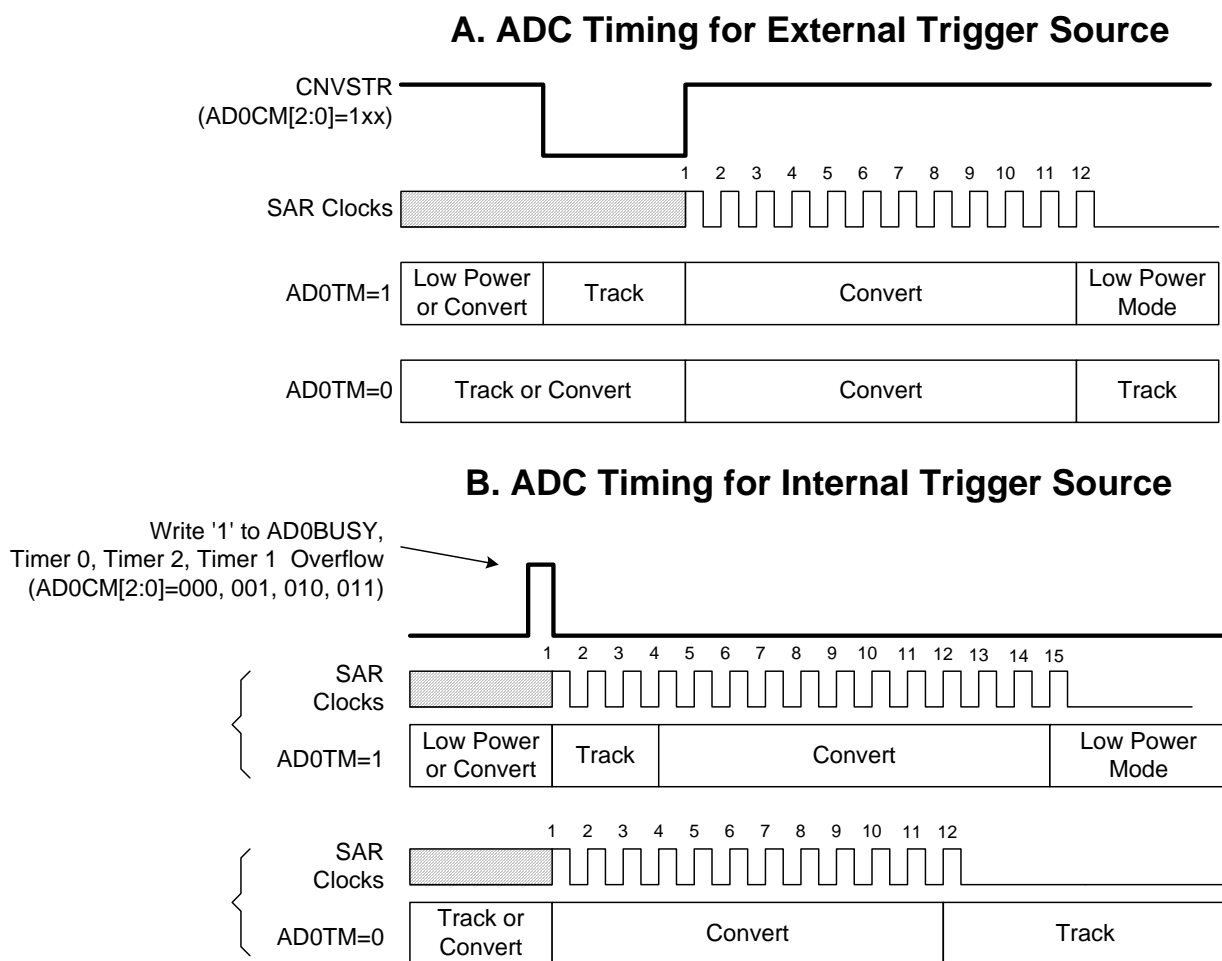 A. ADC Timing for External Trigger Source
CNVSTR
(AD0CM[2:0]=1xx)
1 2 3 4 5 6 7 8 9 10 11 12
SAR Clocks
AD0TM=1
Low Power
or Convert
Track
Convert
Low Power
Mode
AD0TM=0
Track or Convert
Convert
Track
B. ADC Timing for Internal Trigger Source
Write '1' to AD0BUSY,
Timer 0, Timer 2, Timer 1 Overflow
(AD0CM[2:0]=000, 001, 010, 011)
1 2 3 4 5 6 7 8 9 10 11 12 13 14 15
SAR
Clocks
AD0TM=1
Low Power
or Convert
Track
Convert
Low Power
Mode
1 2 3 4 5 6 7 8 9 10 11 12
SAR
Clocks
AD0TM=0
Track or
Convert
Convert
Track